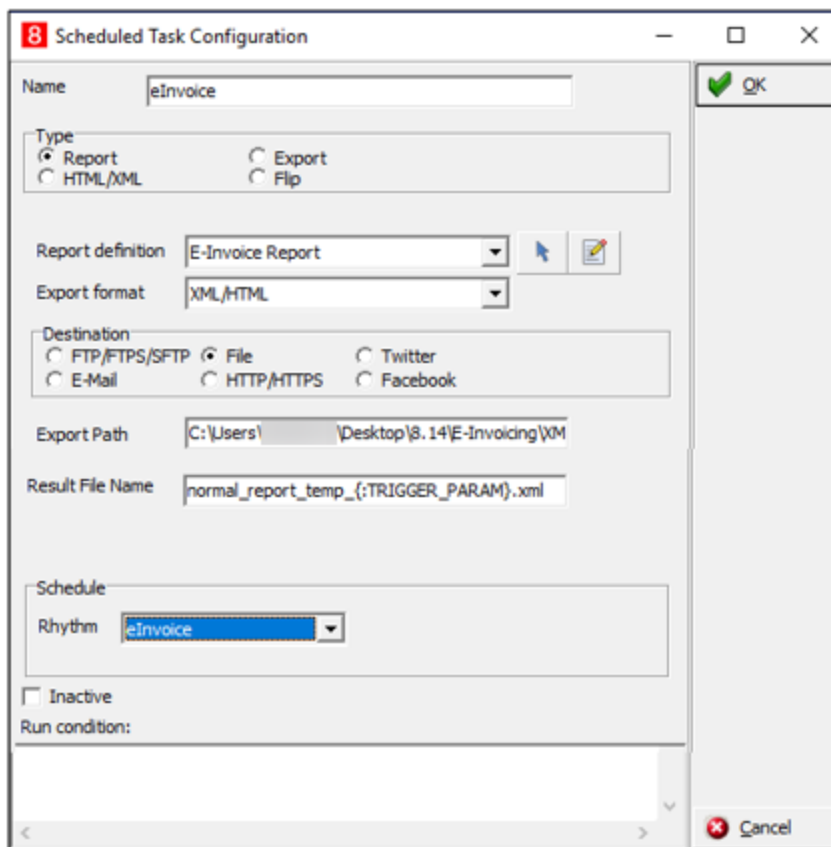 8 Scheduled Task Configuration
Name eInvoice
OK
Type
Report Export
HTML/XML Flip
Report definition E-Invoice Report
Export format XML/HTML
Destination
FTP/FTPS/SFTP File Twitter
E-Mail HTTP/HTTPS Facebook
Export Path C:\Users\ \Desktop\8.14\E-Invoicing\XM
Result File Name normal_report_temp_{:TRIGGER_PARAM}.xml
Schedule
Rhythm eInvoice
Inactive
Run condition:
Cancel